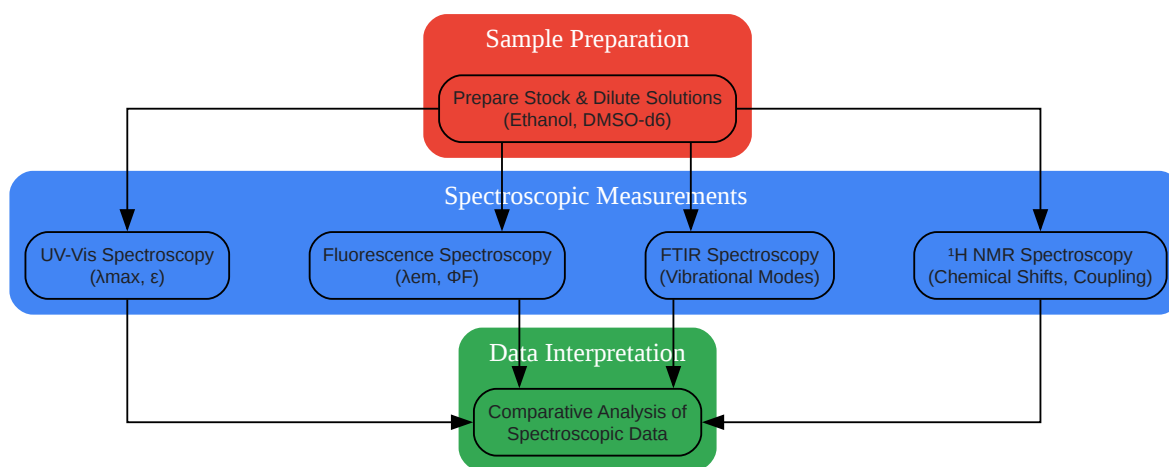 Sample Preparation
Prepare Stock & Dilute Solutions
(Ethanol, DMSO-d6)
Spectroscopic Measurements
UV-Vis Spectroscopy
(λmax, ε)
Fluorescence Spectroscopy
(λem, ΦF)
FTIR Spectroscopy
(Vibrational Modes)
¹H NMR Spectroscopy
(Chemical Shifts, Coupling)
Data Interpretation
Comparative Analysis of
Spectroscopic Data